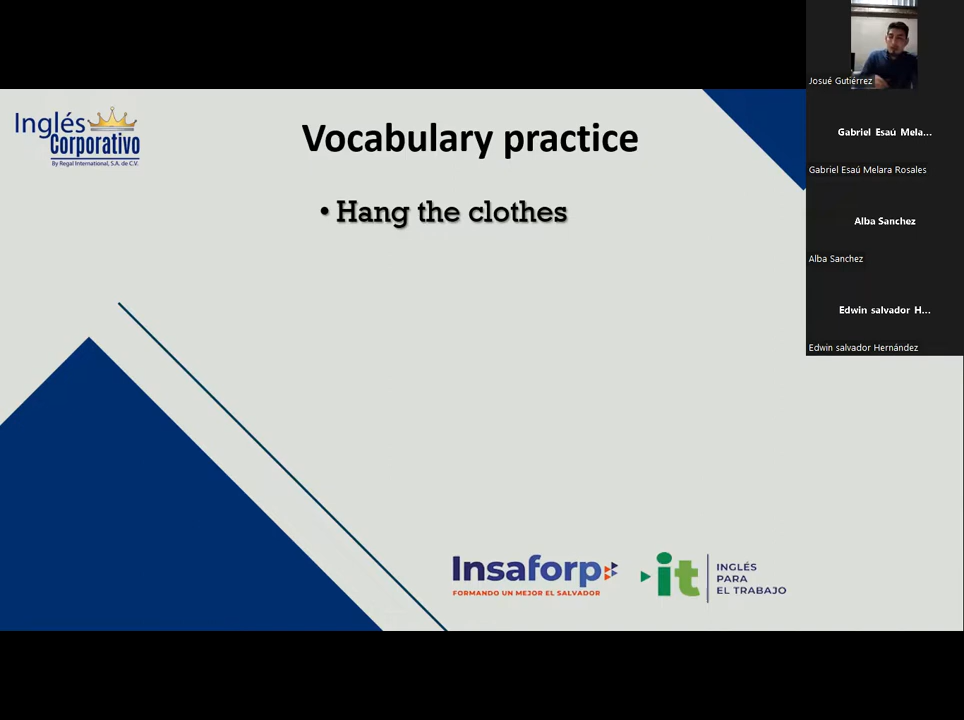 Inglés
Corporativo
By Regal International, S.A. de C.V.
Vocabulary practice
• Hang the clothes
Insaforp
FORMANDO UN MEJOR EL SALVADOR
it
INGLÉS
PARA
EL TRABAJO
Josué Gutiérrez
Gabriel Esaú Mela...
Gabriel Esaú Melara Rosales
Alba Sanchez
Alba Sanchez
Edwin salvador H...
Edwin salvador Hernández